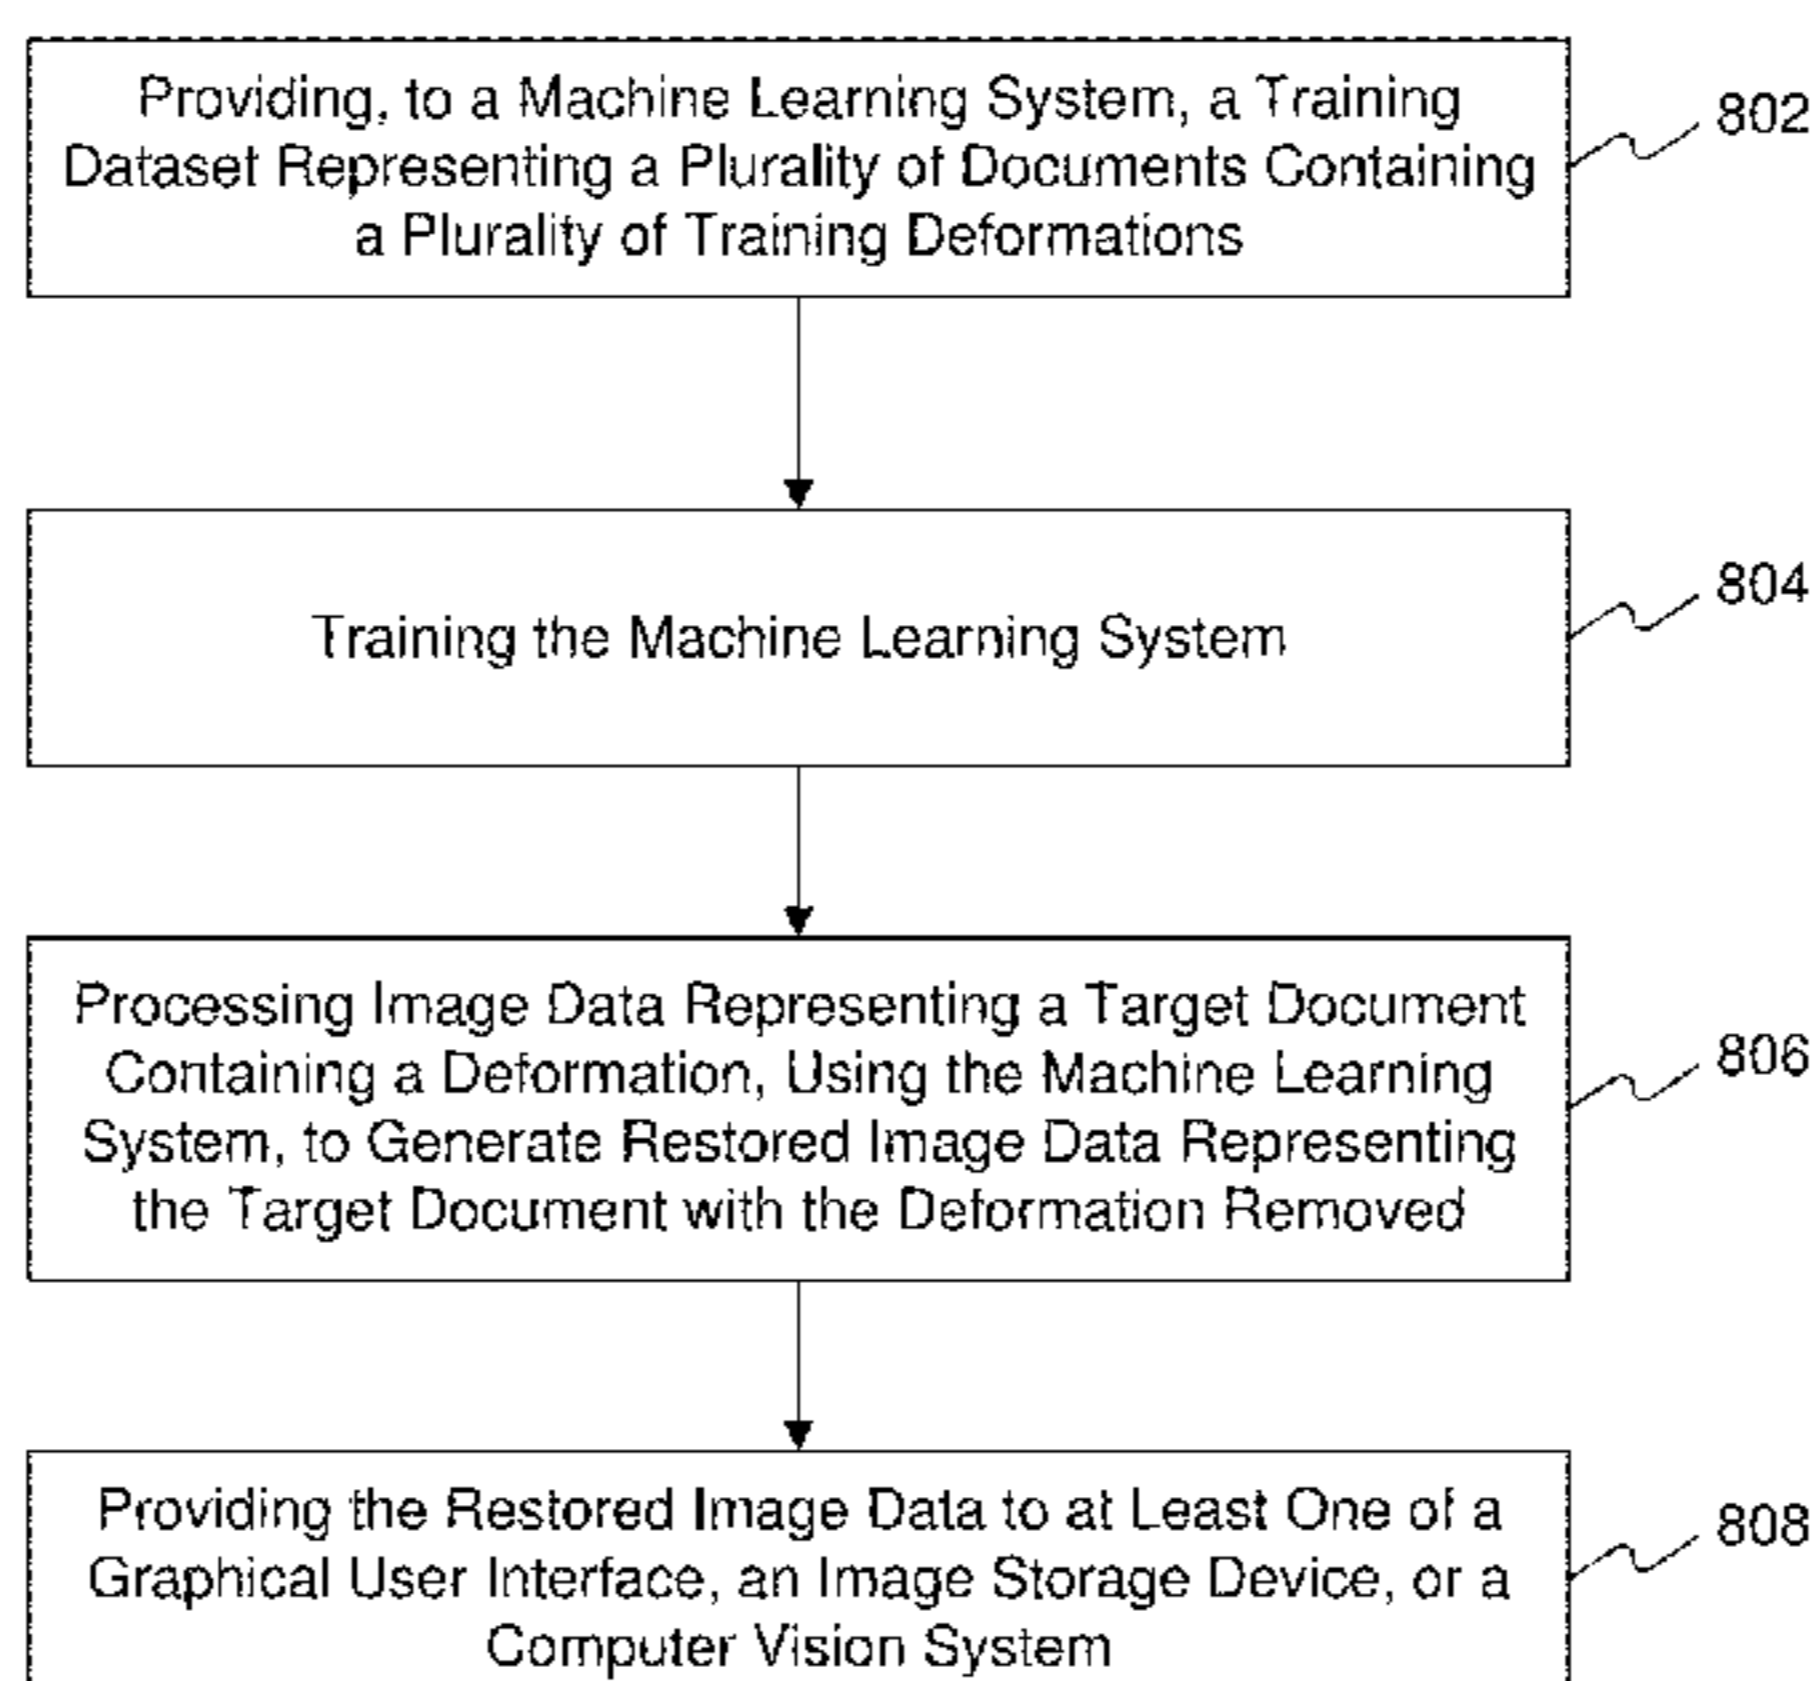 Providing, to a Machine Learning System, a Training
Dataset Representing a Plurality of Documents Containing
a Plurality of Training Deformations
802
Training the Machine Learning System
804
Processing Image Data Representing a Target Document
Containing a Deformation, Using the Machine Learning
System, to Generate Restored Image Data Representing
the Target Document with the Deformation Removed
806
Providing the Restored Image Data to at Least One of a
Graphical User Interface, an Image Storage Device, or a
Computer Vision System
808